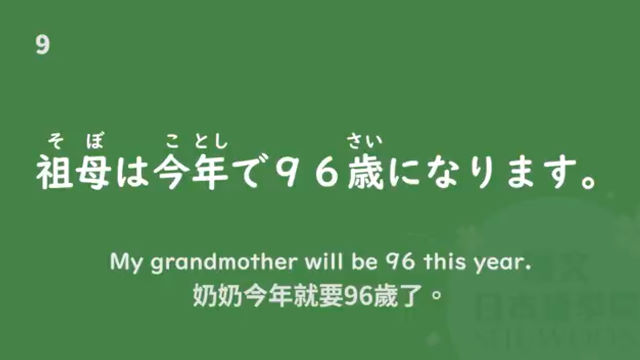 9
そ ぼ こ とし さい
祖母は今年で９６歳になります。
My grandmother will be 96 this year.
奶奶今年就要96歲了。